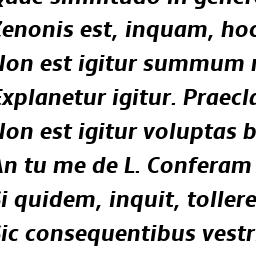 Quae similitudo in gener
Zenonis est, inquam, hoc
Non est igitur summum
Explanetur igitur. Praecla
Non est igitur voluptas b
An tu me de L. Conferam
Si quidem, inquit, tollere
Sic consequentibus vestr